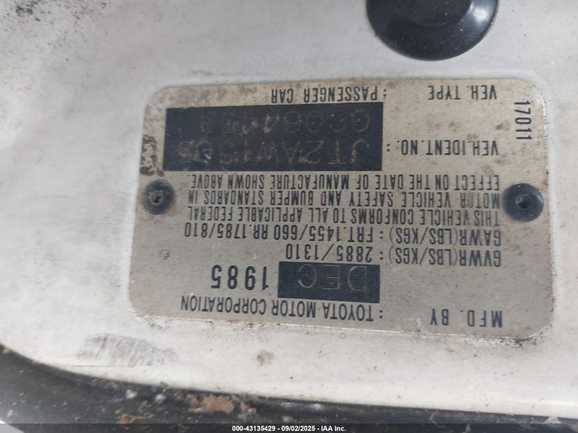 MFD. BY : TOYOTA MOTOR CORPORATION
DEC 1985
GVWR(LBS/KGS): 2885/1310
GAWR(LBS/KGS): FRT.1455/660 RR.1785/810
THIS VEHICLE CONFORMS TO ALL APPLICABLE FEDERAL
MOTOR VEHICLE SAFETY AND BUMPER STANDARDS IN
EFFECT ON THE DATE OF MANUFACTURE SHOWN ABOVE.
VEH.IDENT.NO.:
VEH. TYPE : PASSENGER CAR
17011
000-43135429 - 09/02/2025 - IAA Inc.